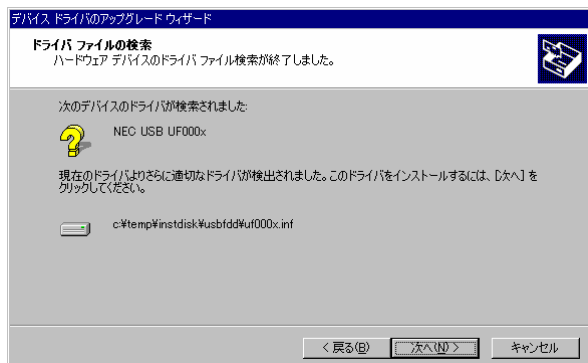 デバイス ドライバのアップグレード ウィザード
ドライバ ファイルの検索
ハードウェア デバイスのドライバ ファイル検索が終了しました。
次のデバイスのドライバが検索されました:
NEC USB UF000x
現在のドライバよりさらに適切なドライバが検出されました。このドライバをインストールするには、[次へ] を
クリックしてください。
c:¥temp¥instdisk¥usbfdd¥uf000x.inf
< 戻る(B)
次へ(N) >
キャンセル